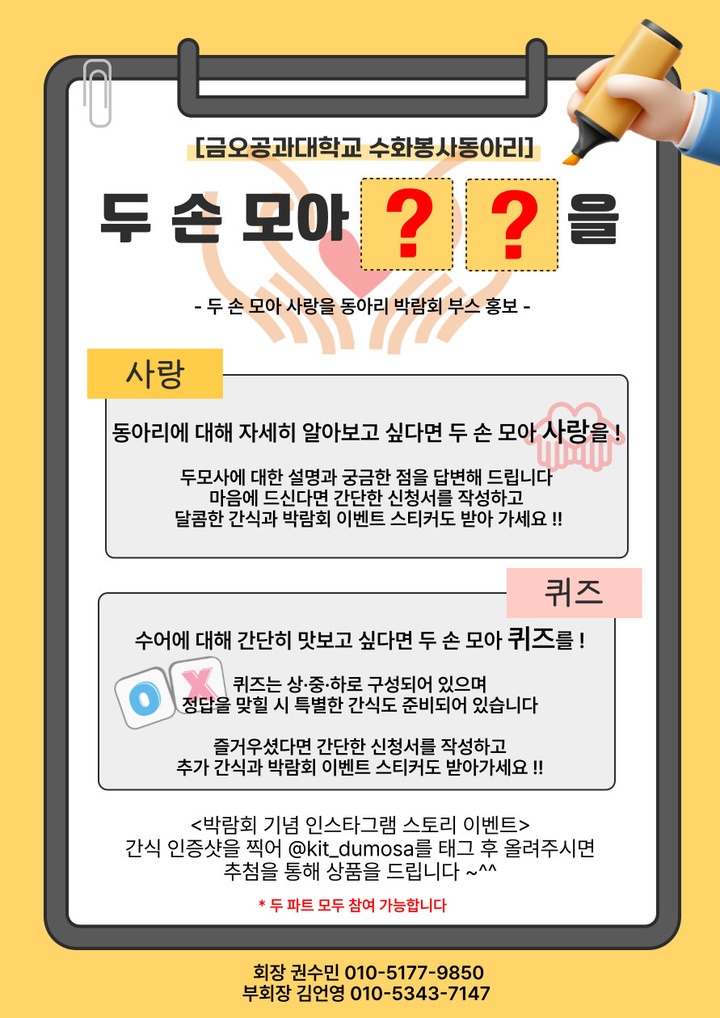 [금오공과대학교 수화봉사동아리]
두 손 모아 ? ? 을
- 두 손 모아 사랑을 동아리 박람회 부스 홍보 -
사랑
동아리에 대해 자세히 알아보고 싶다면 두 손 모아 사랑을 !
두모사에 대한 설명과 궁금한 점을 답변해 드립니다
마음에 드신다면 간단한 신청서를 작성하고
달콤한 간식과 박람회 이벤트 스티커도 받아 가세요 !!
퀴즈
수어에 대해 간단히 맛보고 싶다면 두 손 모아 퀴즈를 !
O X
퀴즈는 상·중·하로 구성되어 있으며
정답을 맞힐 시 특별한 간식도 준비되어 있습니다
즐거우셨다면 간단한 신청서를 작성하고
추가 간식과 박람회 이벤트 스티커도 받아가세요 !!
<박람회 기념 인스타그램 스토리 이벤트>
간식 인증샷을 찍어 @kit_dumosa를 태그 후 올려주시면
추첨을 통해 상품을 드립니다 ~^^
* 두 파트 모두 참여 가능합니다
회장 권수민 010-5177-9850
부회장 김언영 010-5343-7147